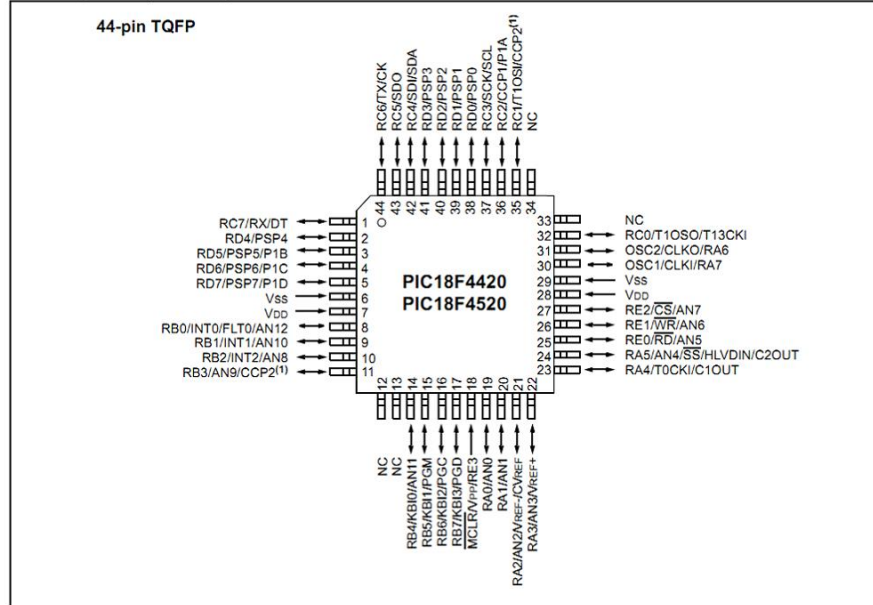 44-pin TQFP
RC6/TX/CK
RC5/SDO
RC4/SDI/SDA
RD3/PSP3
RD2/PSP2
RD1/PSP1
RD0/PSP0
RC3/SCK/SCL
RC2/CCP1/P1A
RC1/T1OSI/CCP2(1)
NC
44
43
42
41
40
39
38
37
36
35
34
RC7/RX/DT 1
RD4/PSP4 2
RD5/PSP5/P1B 3
RD6/PSP6/P1C 4
RD7/PSP7/P1D 5
VSS 6
VDD 7
RB0/INT0/FLT0/AN12 8
RB1/INT1/AN10 9
RB2/INT2/AN8 10
RB3/AN9/CCP2(1) 11
PIC18F4420
PIC18F4520
33 NC
32 RC0/T1OSO/T13CKI
31 OSC2/CLKO/RA6
30 OSC1/CLKI/RA7
29 VSS
28 VDD
27 RE2/CS/AN7
26 RE1/WR/AN6
25 RE0/RD/AN5
24 RA5/AN4/SS/HLVDIN/C2OUT
23 RA4/T0CKI/C1OUT
12
13
14
15
16
17
18
19
20
21
22
NC
NC
RB4/KBI0/AN11
RB5/KBI1/PGM
RB6/KBI2/PGC
RB7/KBI3/PGD
MCLR/VPP/RE3
RA0/AN0
RA1/AN1
RA2/AN2/VREF-/CVREF
RA3/AN3/VREF+